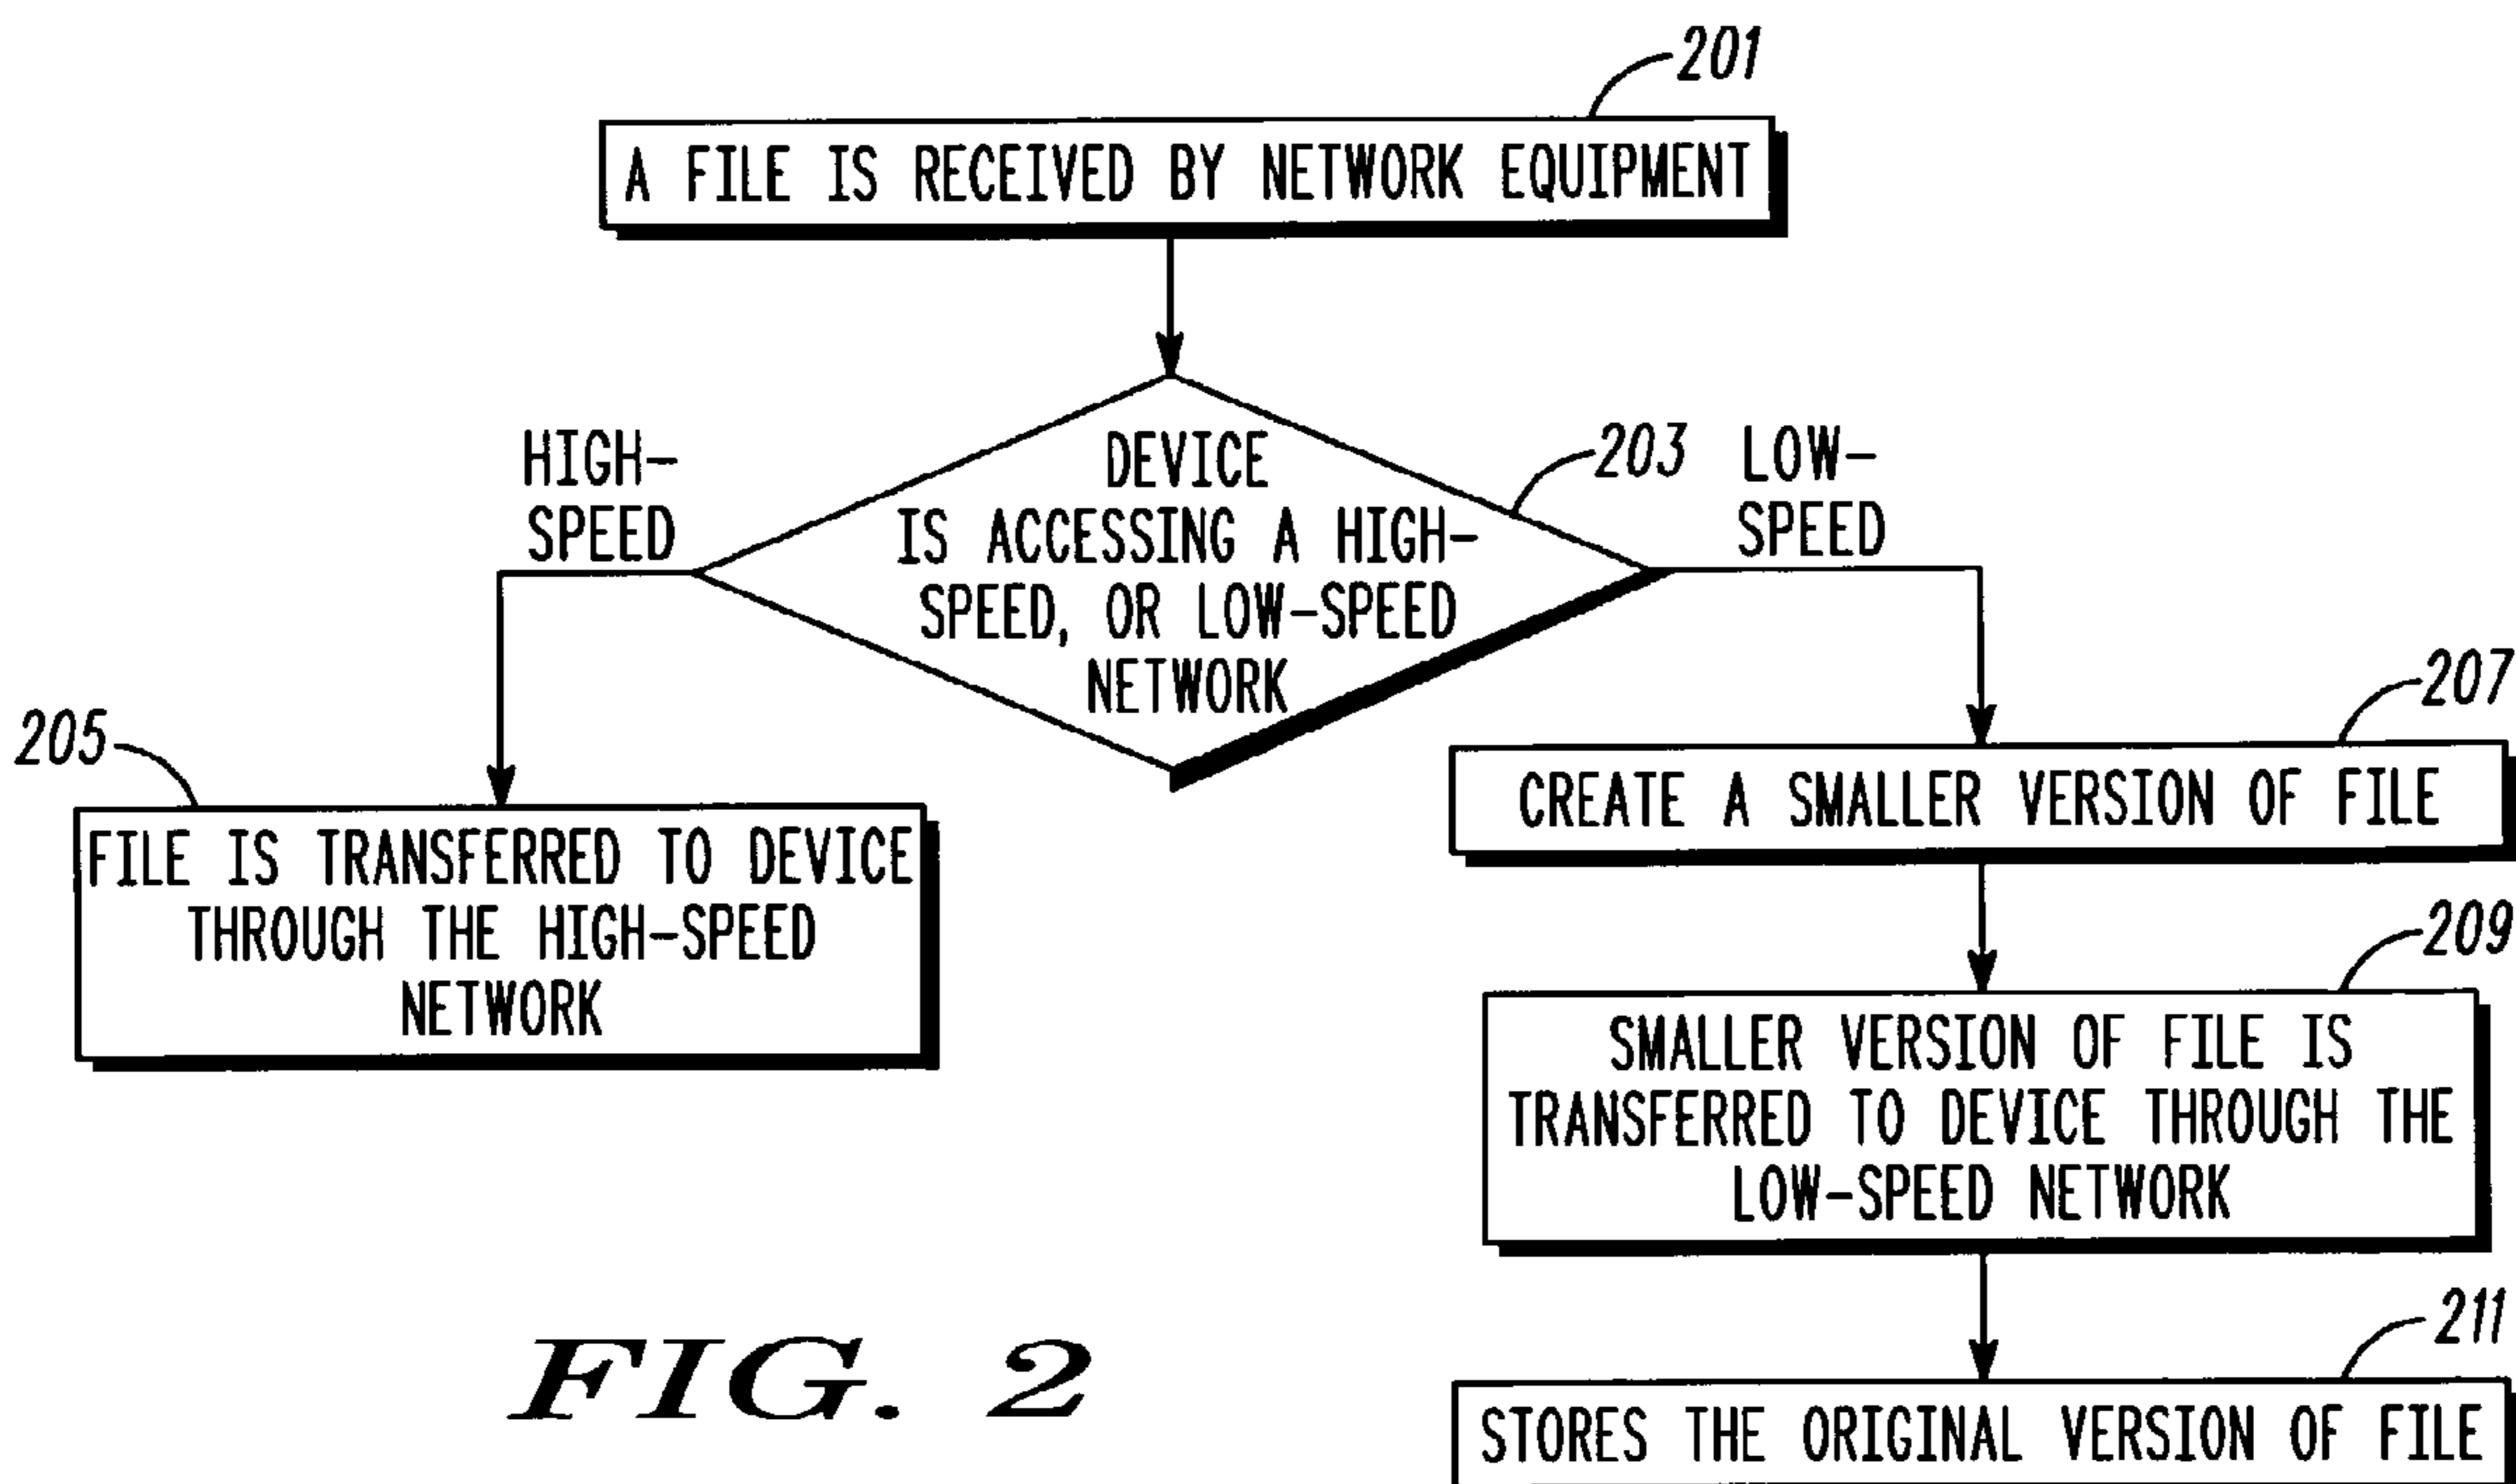 201
A FILE IS RECEIVED BY NETWORK EQUIPMENT
HIGH-
SPEED
DEVICE
IS ACCESSING A HIGH-
SPEED, OR LOW-SPEED
NETWORK
203
LOW-
SPEED
205
FILE IS TRANSFERRED TO DEVICE
THROUGH THE HIGH-SPEED
NETWORK
207
CREATE A SMALLER VERSION OF FILE
209
SMALLER VERSION OF FILE IS
TRANSFERRED TO DEVICE THROUGH THE
LOW-SPEED NETWORK
211
STORES THE ORIGINAL VERSION OF FILE
FIG. 2